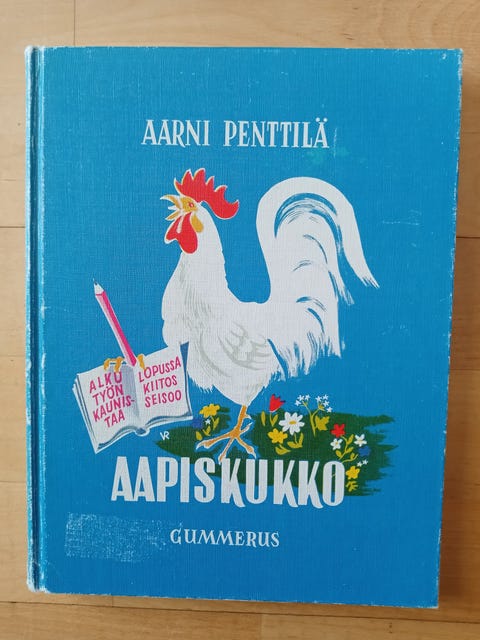 AARNI PENTTILÄ
ALKU
TYÖN
KAUNIS-
TAA
LOPUSSA
KIITOS
SEISOO
VR
AAPISKUKKO
GUMMERUS